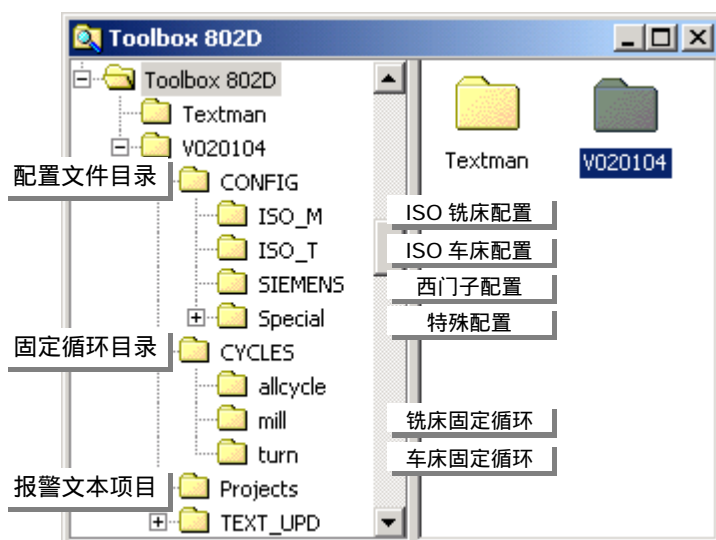 Toolbox 802D
Toolbox 802D
Textman
V020104
配置文件目录
CONFIG
ISO_M
ISO 铣床配置
ISO_T
ISO 车床配置
SIEMENS
西门子配置
Special
特殊配置
固定循环目录
CYCLES
allcycle
mill
铣床固定循环
turn
车床固定循环
报警文本项目
Projects
TEXT_UPD
Textman
V020104